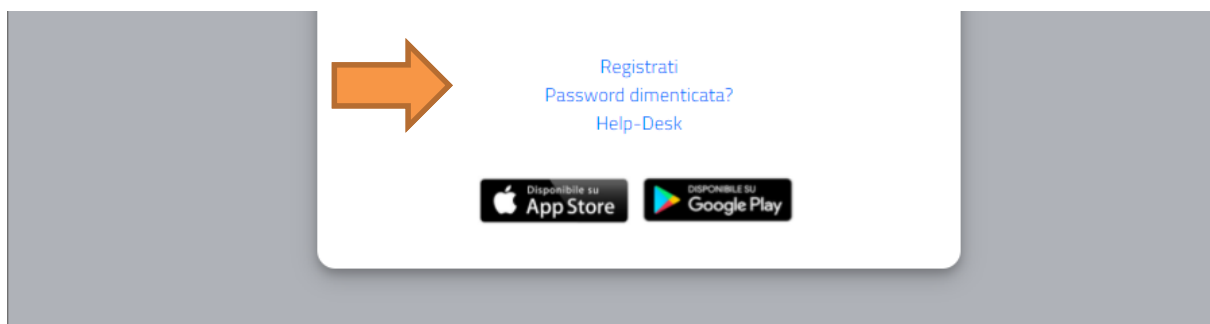 Registrati
Password dimenticata?
Help-Desk
Disponibile su
App Store
DISPONIBILE SU
Google Play